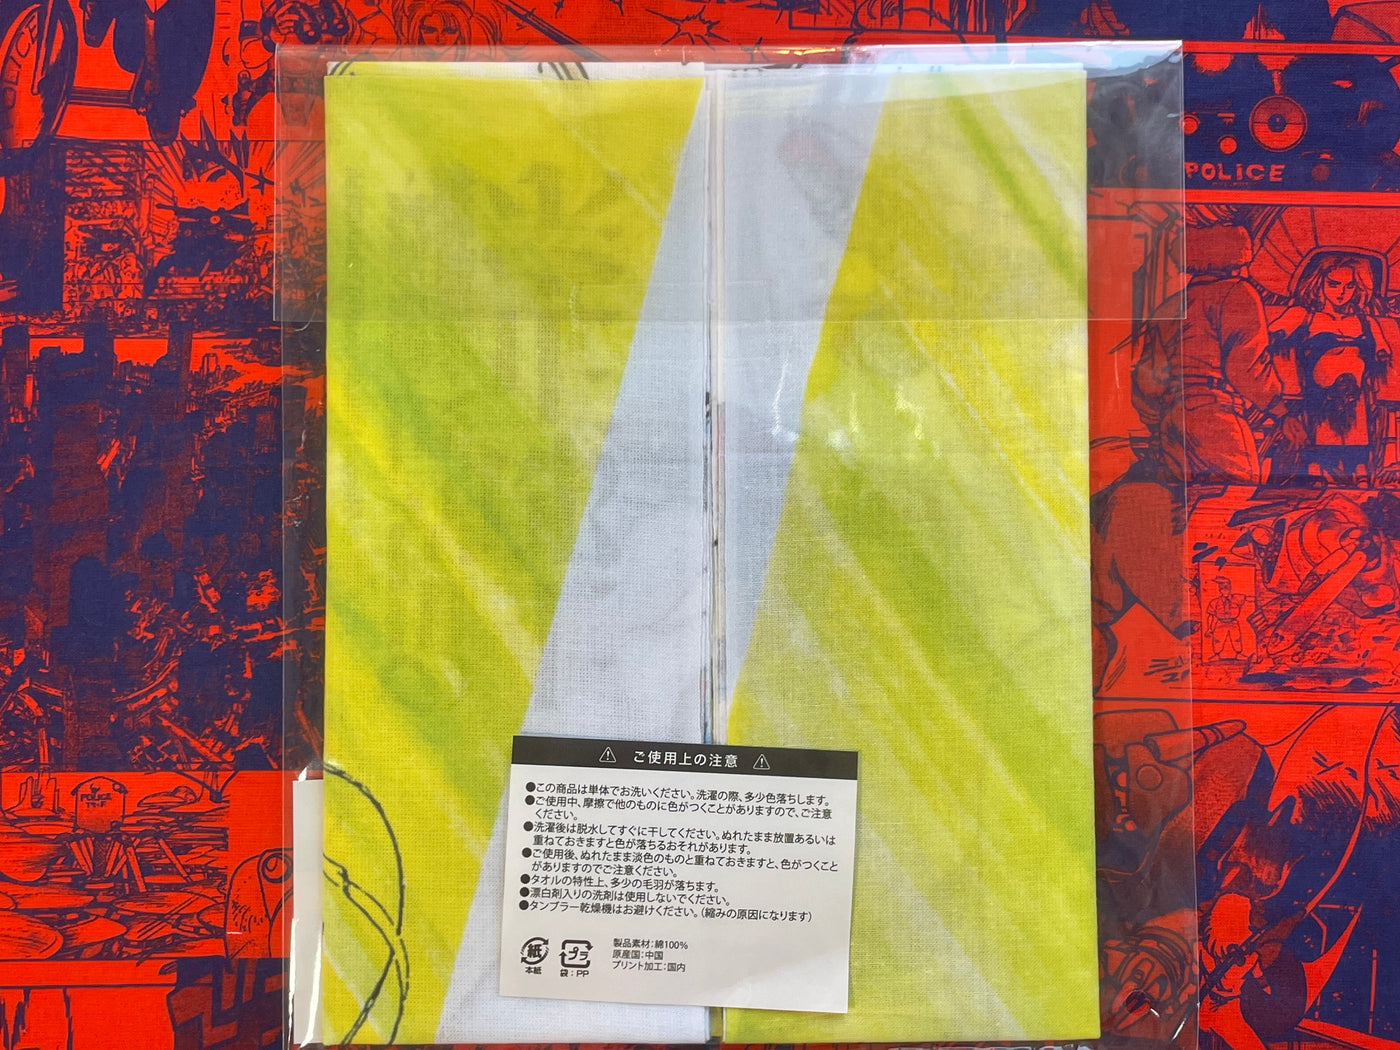 POLICE
⚠ ご使用上の注意 ⚠
●この商品は単体でお洗いください。洗濯の際、多少色落ちします。
●ご使用中、摩擦で他のものに色がつくことがありますので、ご注意
ください。
●洗濯後は脱水してすぐに干してください。ぬれたまま放置あるいは
重ねておきますと色が落ちるおそれがあります。
●ご使用後、ぬれたまま淡色のものと重ねておきますと、色がつくこと
がありますのでご注意ください。
●タオルの特性上、多少の毛羽が落ちます。
●漂白剤入りの洗剤は使用しないでください。
●タンブラー乾燥機はお避けください。(縮みの原因になります)
紙
本紙
プラ
袋:PP
製品素材:綿100%
原産国:中国
プリント加工:国内
POLICE